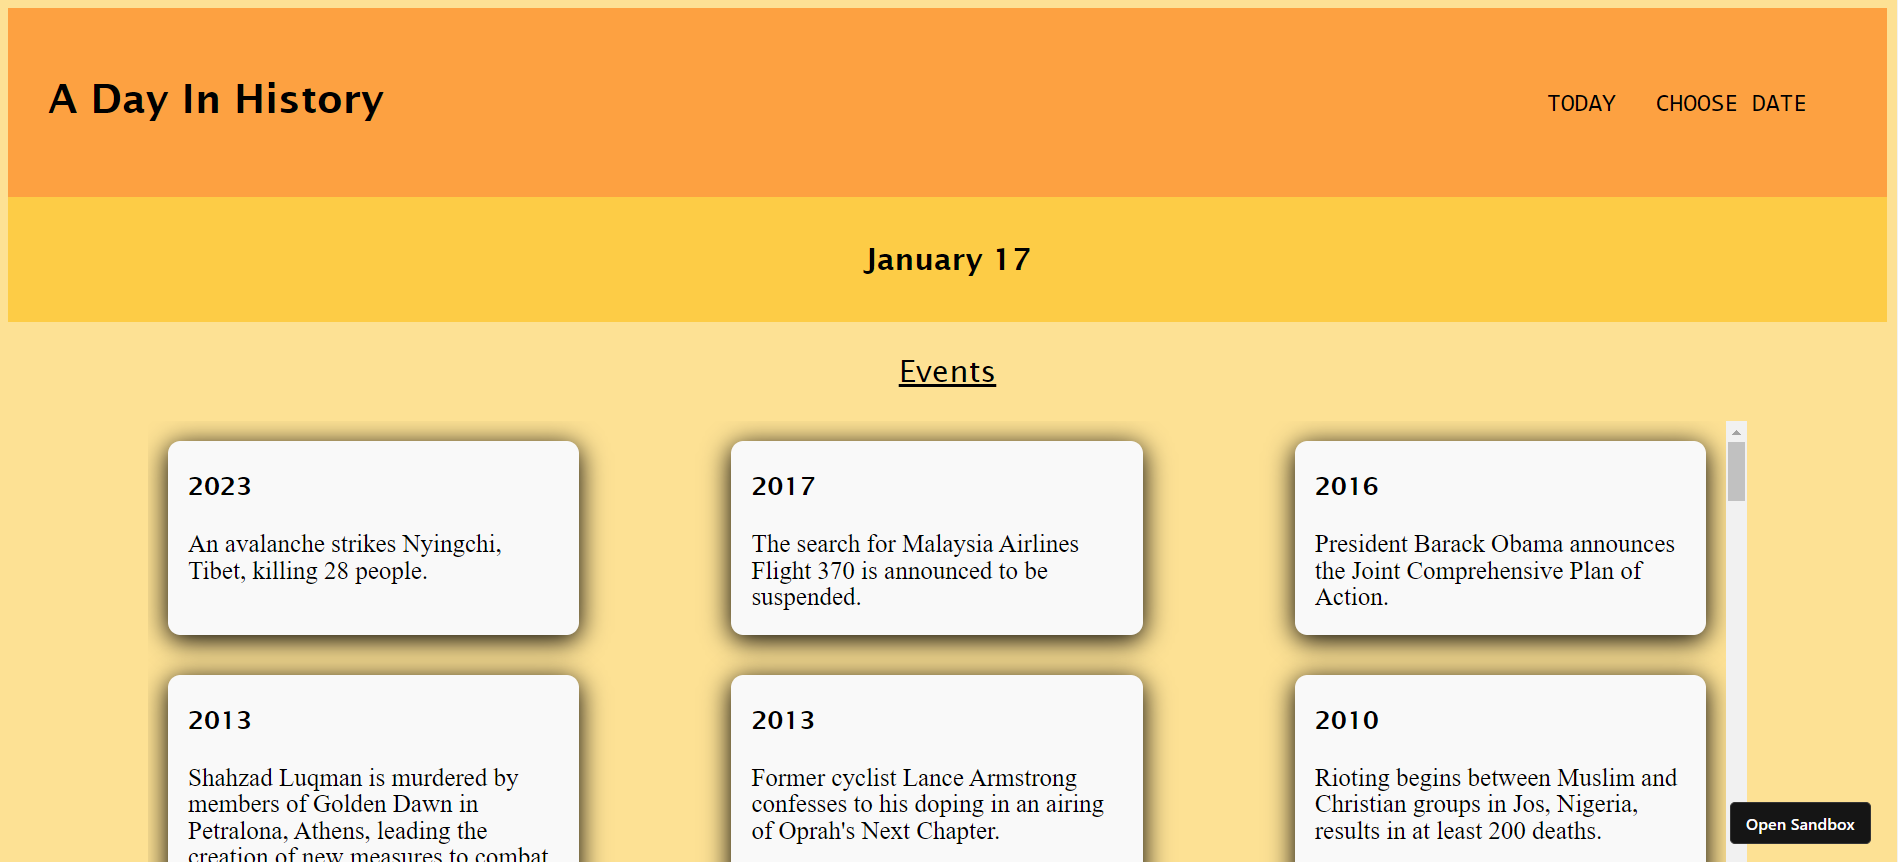 A Day In History
TODAY CHOOSE DATE
January 17
Events
2023
An avalanche strikes Nyingchi,
Tibet, killing 28 people.
2017
The search for Malaysia Airlines
Flight 370 is announced to be
suspended.
2016
President Barack Obama announces
the Joint Comprehensive Plan of
Action.
2013
Shahzad Luqman is murdered by
members of Golden Dawn in
Petralona, Athens, leading the
creation of new measures to combat
2013
Former cyclist Lance Armstrong
confesses to his doping in an airing
of Oprah's Next Chapter.
2010
Rioting begins between Muslim and
Christian groups in Jos, Nigeria,
results in at least 200 deaths.
Open Sandbox